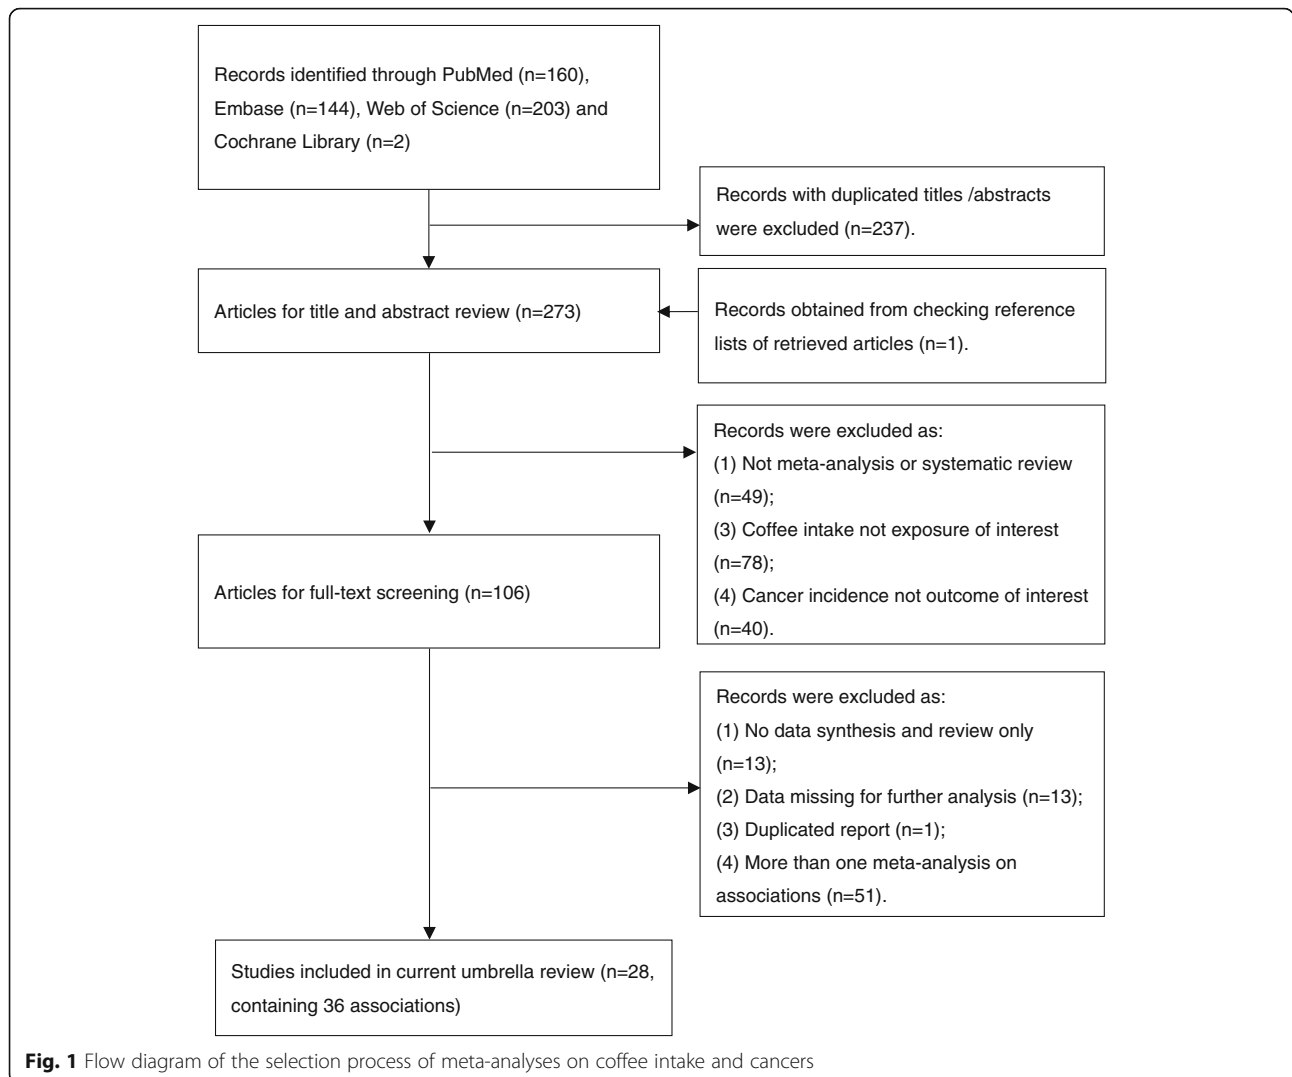 Records identified through PubMed (n=160),
Embase (n=144), Web of Science (n=203) and
Cochrane Library (n=2)
Records with duplicated titles /abstracts
were excluded (n=237).
Articles for title and abstract review (n=273)
Records obtained from checking reference
lists of retrieved articles (n=1).
Records were excluded as:
(1) Not meta-analysis or systematic review
(n=49);
(3) Coffee intake not exposure of interest
(n=78);
(4) Cancer incidence not outcome of interest
(n=40).
Articles for full-text screening (n=106)
Records were excluded as:
(1) No data synthesis and review only
(n=13);
(2) Data missing for further analysis (n=13);
(3) Duplicated report (n=1);
(4) More than one meta-analysis on
associations (n=51).
Studies included in current umbrella review (n=28,
containing 36 associations)
Fig. 1 Flow diagram of the selection process of meta-analyses on coffee intake and cancers